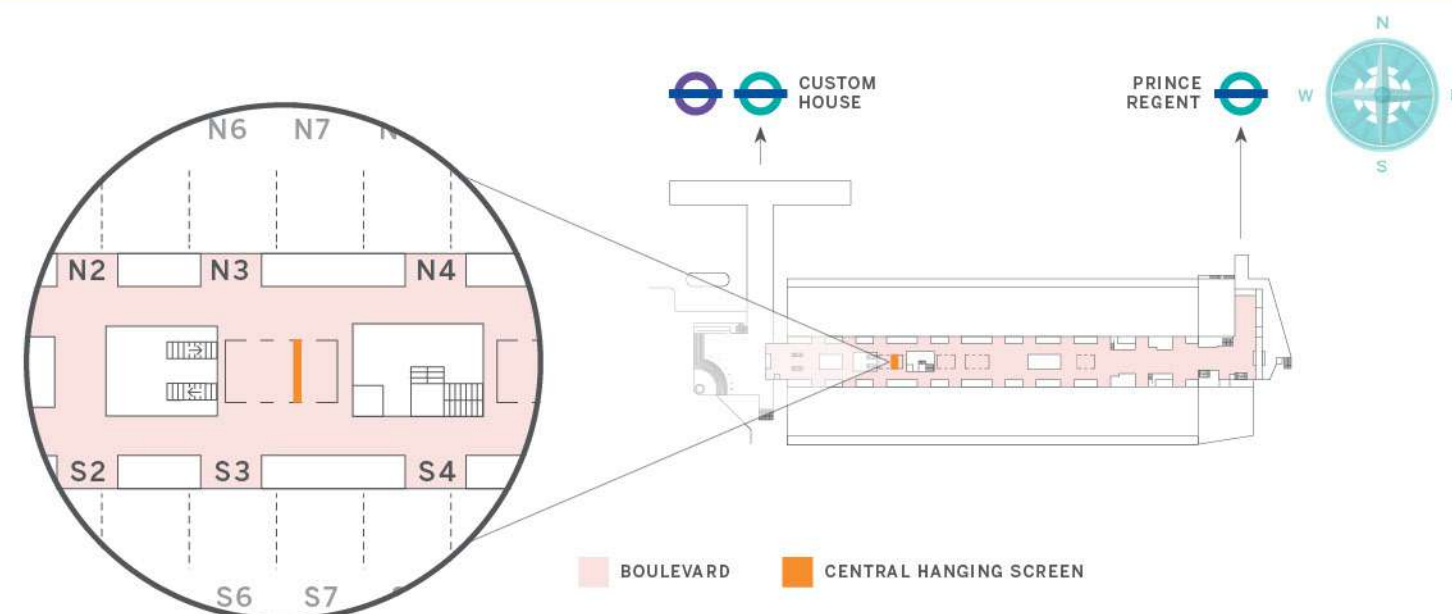 N
CUSTOM
HOUSE
PRINCE
REGENT
W
S
N6 N7
N2 N3 N4
S2 S3 S4
S6 S7
BOULEVARD
CENTRAL HANGING SCREEN